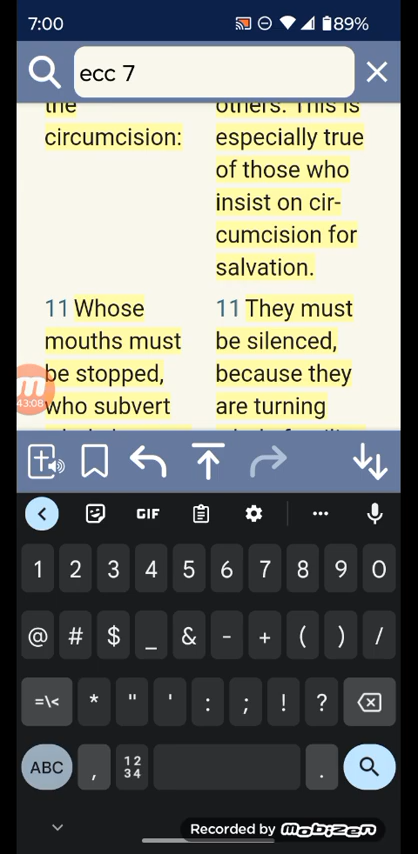 7:00 89%
ecc 7
the
circumcision:
others. This is
especially true
of those who
insist on cir-
cumcision for
salvation.
11 Whose
mouths must
be stopped,
who subvert
11 They must
be silenced,
because they
are turning
43:08
GIF
1 2 3 4 5 6 7 8 9 0
@ # $ _ & - + ( ) /
=\< * " ' : ; ! ?
ABC , 12 34 .
Recorded by mobizen